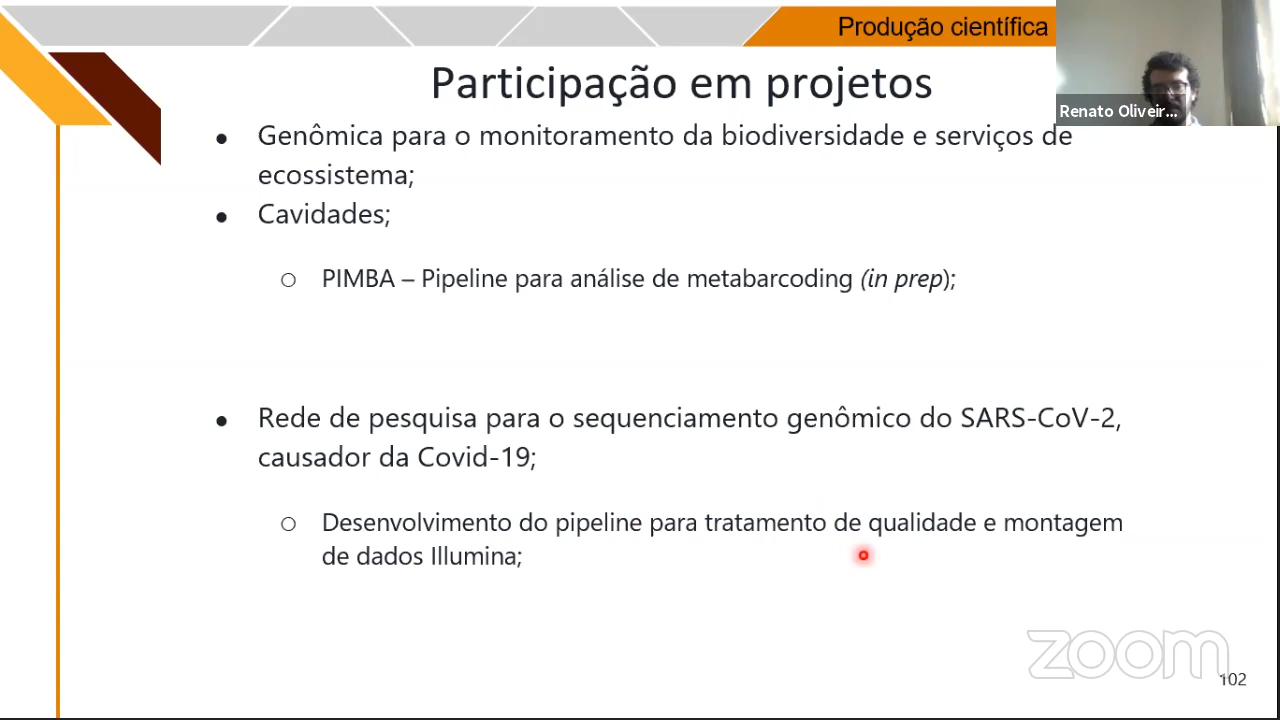 Produção científica
Participação em projetos
Renato Oliveir...
● Genômica para o monitoramento da biodiversidade e serviços de
ecossistema;
● Cavidades;
○ PIMBA – Pipeline para análise de metabarcoding (in prep);
● Rede de pesquisa para o sequenciamento genômico do SARS-CoV-2,
causador da Covid-19;
○ Desenvolvimento do pipeline para tratamento de qualidade e montagem
de dados Illumina;
zoom
102